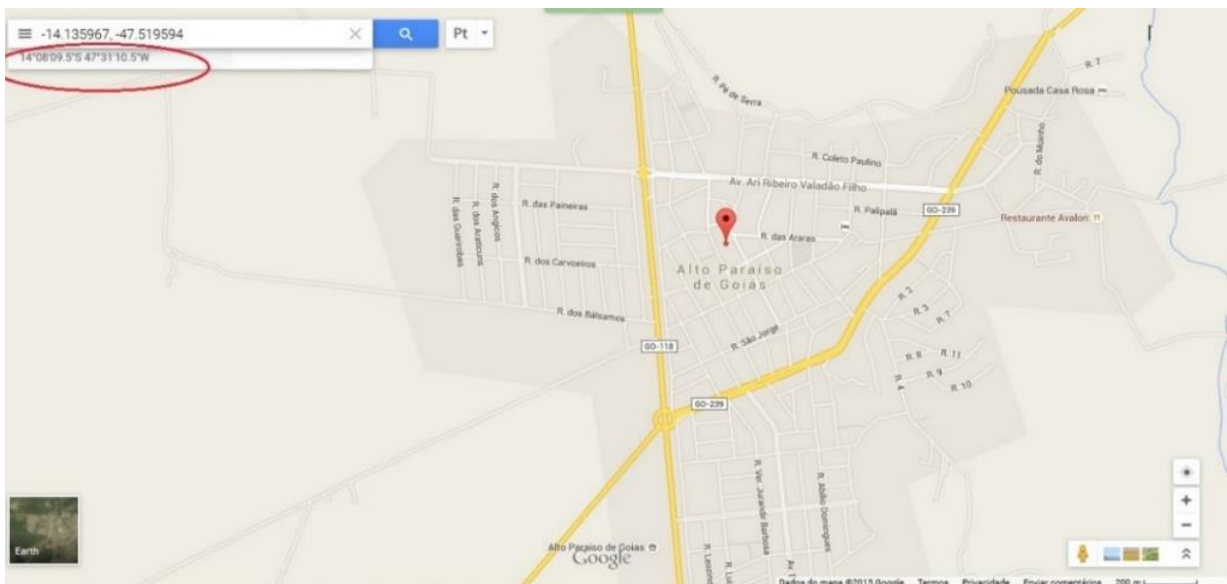 -14.135967, -47.519594
Pt
14°08'09.5"S 47°31'10.5"W
R. 7
Pousada Casa Rosa
R. Pé de Serra
R. do Moinho
R. Coleto Paulino
Av. Ari Ribeiro Valadão Filho
R. dos Angicos
R. das Paineiras
R. Palipalã
GO-239
Restaurante Avalon
R. das Guarirobas
R. dos Araticuns
R. das Araras
R. dos Carvoeiros
Alto Paraíso
de Goiás
R. 2
R. 5
R. 7
R. dos Bálsamos
R. São Jorge
GO-118
R. 8
R. 11
R. 9
R. 4
R. 10
GO-239
R. Ver. Jurandir Barbosa
R. Abílio Domingues
Earth
Alto Paraíso de Goiás
Google
Dados do mapa ©2015 Google Termos Privacidade Enviar comentários 200 m